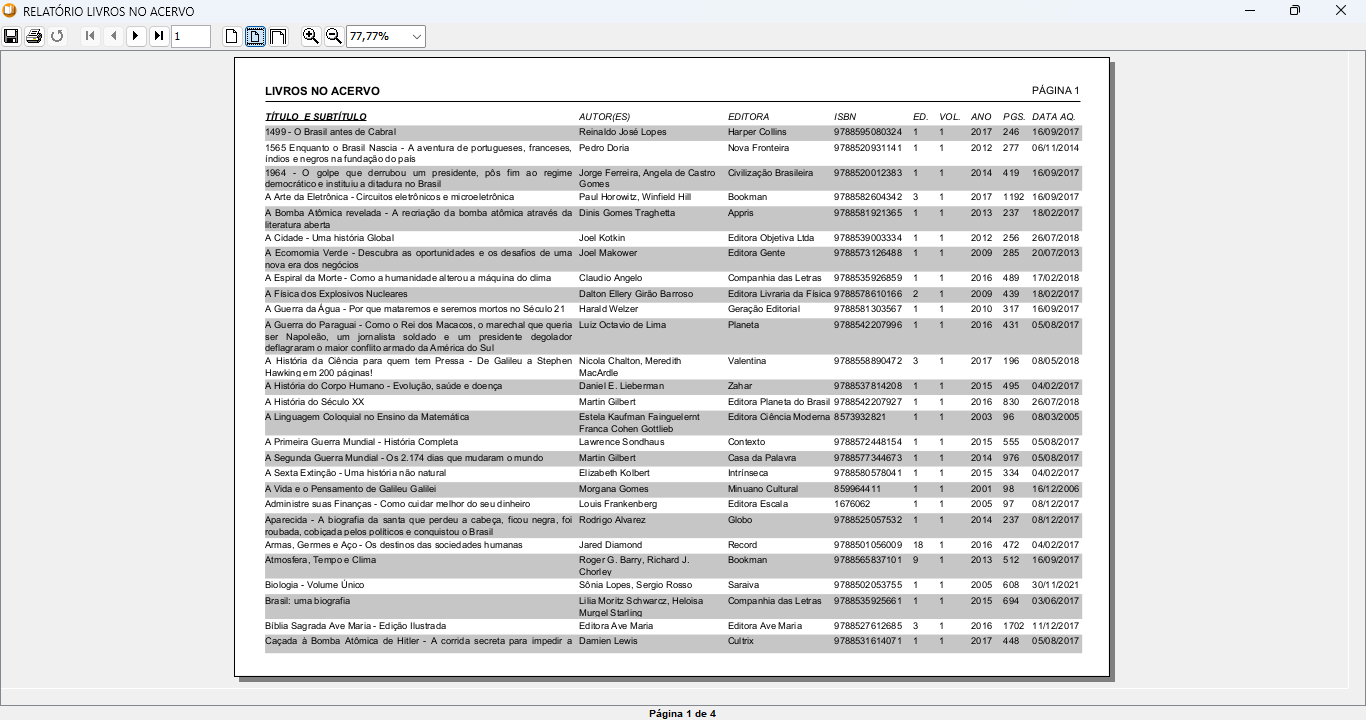 RELATÓRIO LIVROS NO ACERVO
1 77,77%
LIVROS NO ACERVO PÁGINA 1
TÍTULO E SUBTÍTULO AUTOR(ES) EDITORA ISBN ED. VOL. ANO PGS. DATA AQ.
1499 - O Brasil antes de Cabral Reinaldo José Lopes Harper Collins 9788595080324 1 1 2017 246 16/09/2017
1565 Enquanto o Brasil Nascia - A aventura de portugueses, franceses, Pedro Doria Nova Fronteira 9788520931141 1 1 2012 277 06/11/2014
índios e negros na fundação do país
1964 - O golpe que derrubou um presidente, pôs fim ao regime Jorge Ferreira, Angela de Castro Civilização Brasileira 9788520012383 1 1 2014 419 16/09/2017
democrático e instituiu a ditadura no Brasil Gomes
A Arte da Eletrônica - Circuitos eletrônicos e microeletrônica Paul Horowitz, Winfield Hill Bookman 9788582604342 3 1 2017 1192 16/09/2017
A Bomba Atômica revelada - A recriação da bomba atômica através da Dinis Gomes Traghetta Appris 9788581921365 1 1 2013 237 18/02/2017
literatura aberta
A Cidade - Uma história Global Joel Kotkin Editora Objetiva Ltda 9788539003334 1 1 2012 256 26/07/2018
A Ecomomia Verde - Descubra as oportunidades e os desafios de uma Joel Makower Editora Gente 9788573126488 1 1 2009 285 20/07/2013
nova era dos negócios
A Espiral da Morte - Como a humanidade alterou a máquina do clima Claudio Angelo Companhia das Letras 9788535926859 1 1 2016 489 17/02/2018
A Física dos Explosivos Nucleares Dalton Ellery Girão Barroso Editora Livraria da Física 9788578610166 2 1 2009 439 18/02/2017
A Guerra da Água - Por que mataremos e seremos mortos no Século 21 Harald Welzer Geração Editorial 9788581303567 1 1 2010 317 16/09/2017
A Guerra do Paraguai - Como o Rei dos Macacos, o marechal que queria Luiz Octavio de Lima Planeta 9788542207996 1 1 2016 431 05/08/2017
ser Napoleão, um jornalista soldado e um presidente degolador
deflagraram o maior conflito armado da América do Sul
A História da Ciência para quem tem Pressa - De Galileu a Stephen Nicola Chalton, Meredith Valentina 9788558890472 3 1 2017 196 08/05/2018
Hawking em 200 páginas! MacArdle
A História do Corpo Humano - Evolução, saúde e doença Daniel E. Lieberman Zahar 9788537814208 1 1 2015 495 04/02/2017
A História do Século XX Martin Gilbert Editora Planeta do Brasil 9788542207927 1 1 2016 830 26/07/2018
A Linguagem Coloquial no Ensino da Matemática Estela Kaufman Fainguelernt Editora Ciência Moderna 8573932821 1 1 2003 96 08/03/2005
Franca Cohen Gottlieb
A Primeira Guerra Mundial - História Completa Lawrence Sondhaus Contexto 9788572448154 1 1 2015 555 05/08/2017
A Segunda Guerra Mundial - Os 2.174 dias que mudaram o mundo Martin Gilbert Casa da Palavra 9788577344673 1 1 2014 976 05/08/2017
A Sexta Extinção - Uma história não natural Elizabeth Kolbert Intrínseca 9788580578041 1 1 2015 334 04/02/2017
A Vida e o Pensamento de Galileu Galilei Morgana Gomes Minuano Cultural 859964411 1 1 2001 98 16/12/2006
Administre suas Finanças - Como cuidar melhor do seu dinheiro Louis Frankenberg Editora Escala 1676062 1 1 2005 97 08/12/2017
Aparecida - A biografia da santa que perdeu a cabeça, ficou negra, foi Rodrigo Alvarez Globo 9788525057532 1 1 2014 237 08/12/2017
roubada, cobiçada pelos políticos e conquistou o Brasil
Armas, Germes e Aço - Os destinos das sociedades humanas Jared Diamond Record 9788501056009 18 1 2016 472 04/02/2017
Atmosfera, Tempo e Clima Roger G. Barry, Richard J. Bookman 9788565837101 9 1 2013 512 16/09/2017
Chorley
Biologia - Volume Único Sônia Lopes, Sergio Rosso Saraiva 9788502053755 1 1 2005 608 30/11/2021
Brasil: uma biografia Lilia Moritz Schwarcz, Heloisa Companhia das Letras 9788535925661 1 1 2015 694 03/06/2017
Murgel Starling
Bíblia Sagrada Ave Maria - Edição Ilustrada Editora Ave Maria Editora Ave Maria 9788527612685 3 1 2016 1702 11/12/2017
Caçada à Bomba Atômica de Hitler - A corrida secreta para impedir a Damien Lewis Cultrix 9788531614071 1 1 2017 448 05/08/2017
Página 1 de 4